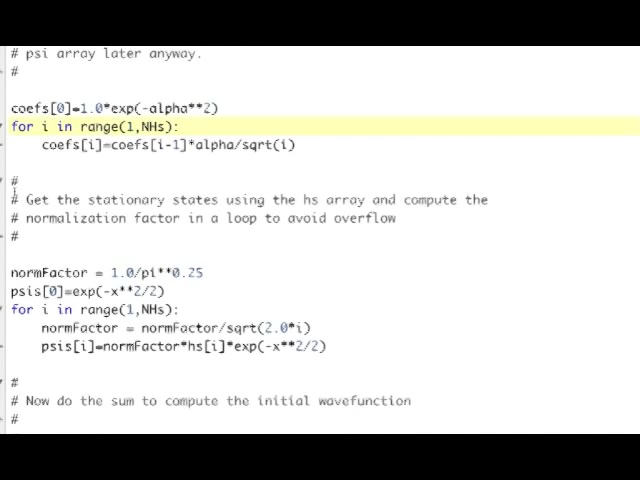 # psi array later anyway.
#
coefs[0]=1.0*exp(-alpha**2)
for i in range(1,NHs):
coefs[i]=coefs[i-1]*alpha/sqrt(i)
#
# Get the stationary states using the hs array and compute the
# normalization factor in a loop to avoid overflow
#
normFactor = 1.0/pi**0.25
psis[0]=exp(-x**2/2)
for i in range(1,NHs):
normFactor = normFactor/sqrt(2.0*i)
psis[i]=normFactor*hs[i]*exp(-x**2/2)
#
# Now do the sum to compute the initial wavefunction
#